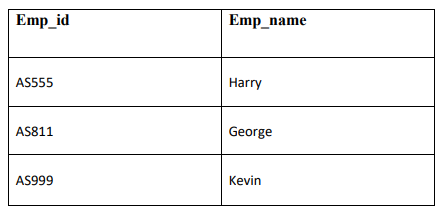 Emp_id Emp_name
AS555 Harry
AS811 George
AS999 Kevin